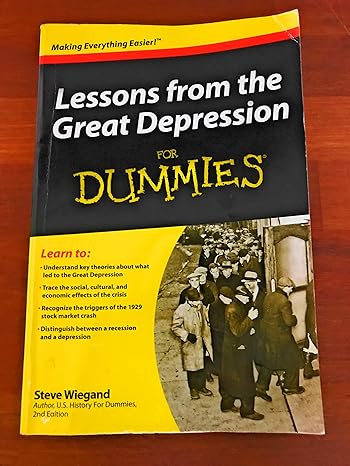 Making Everything Easier!™
Lessons from the
Great Depression
FOR
DUMMIES®
Learn to:
• Understand key theories about what
led to the Great Depression
• Trace the social, cultural, and
economic effects of the crisis
• Recognize the triggers of the 1929
stock market crash
• Distinguish between a recession
and a depression
Steve Wiegand
Author, U.S. History For Dummies,
2nd Edition